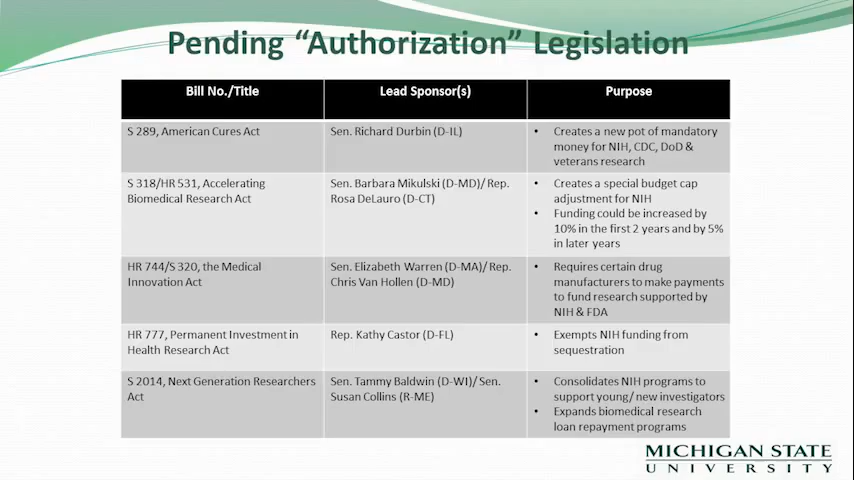 Pending “Authorization” Legislation
Bill No./Title
Lead Sponsor(s)
Purpose
S 289, American Cures Act
Sen. Richard Durbin (D-IL)
• Creates a new pot of mandatory
money for NIH, CDC, DoD &
veterans research
S 318/HR 531, Accelerating
Biomedical Research Act
Sen. Barbara Mikulski (D-MD)/ Rep.
Rosa DeLauro (D-CT)
• Creates a special budget cap
adjustment for NIH
• Funding could be increased by
10% in the first 2 years and by 5%
in later years
HR 744/S 320, the Medical
Innovation Act
Sen. Elizabeth Warren (D-MA)/ Rep.
Chris Van Hollen (D-MD)
• Requires certain drug
manufacturers to make payments
to fund research supported by
NIH & FDA
HR 777, Permanent Investment in
Health Research Act
Rep. Kathy Castor (D-FL)
• Exempts NIH funding from
sequestration
S 2014, Next Generation Researchers
Act
Sen. Tammy Baldwin (D-WI)/ Sen.
Susan Collins (R-ME)
• Consolidates NIH programs to
support young/ new investigators
• Expands biomedical research
loan repayment programs
MICHIGAN STATE
UNIVERSITY